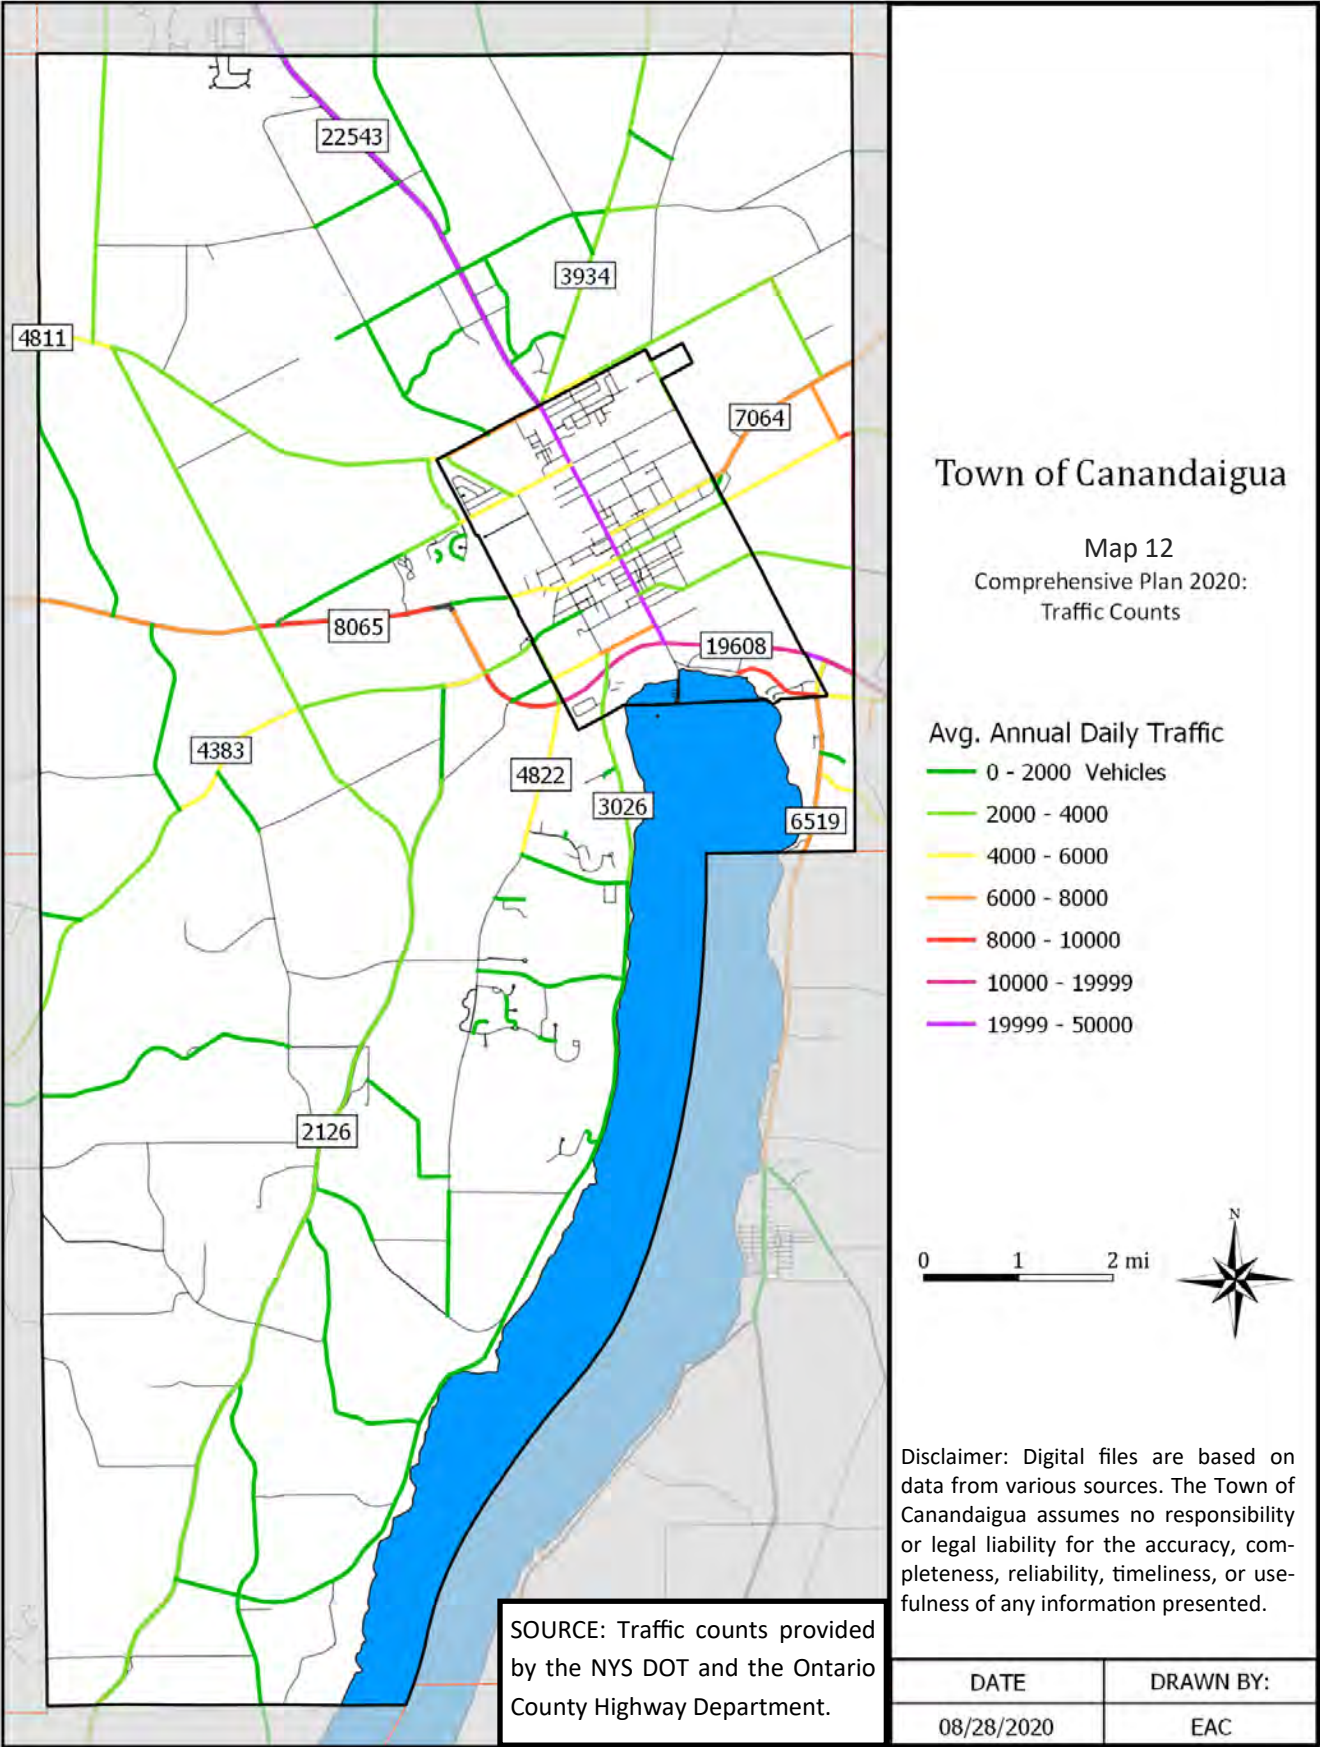 22543
3934
4811
7064
8065
19608
4383
4822
3026
6519
2126
SOURCE: Traffic counts provided
by the NYS DOT and the Ontario
County Highway Department.
Town of Canandaigua
Map 12
Comprehensive Plan 2020:
Traffic Counts
Avg. Annual Daily Traffic
0 - 2000 Vehicles
2000 - 4000
4000 - 6000
6000 - 8000
8000 - 10000
10000 - 19999
19999 - 50000
N
0 1 2 mi
Disclaimer: Digital files are based on
data from various sources. The Town of
Canandaigua assumes no responsibility
or legal liability for the accuracy, com-
pleteness, reliability, timeliness, or use-
fulness of any information presented.
DATE DRAWN BY:
08/28/2020 EAC